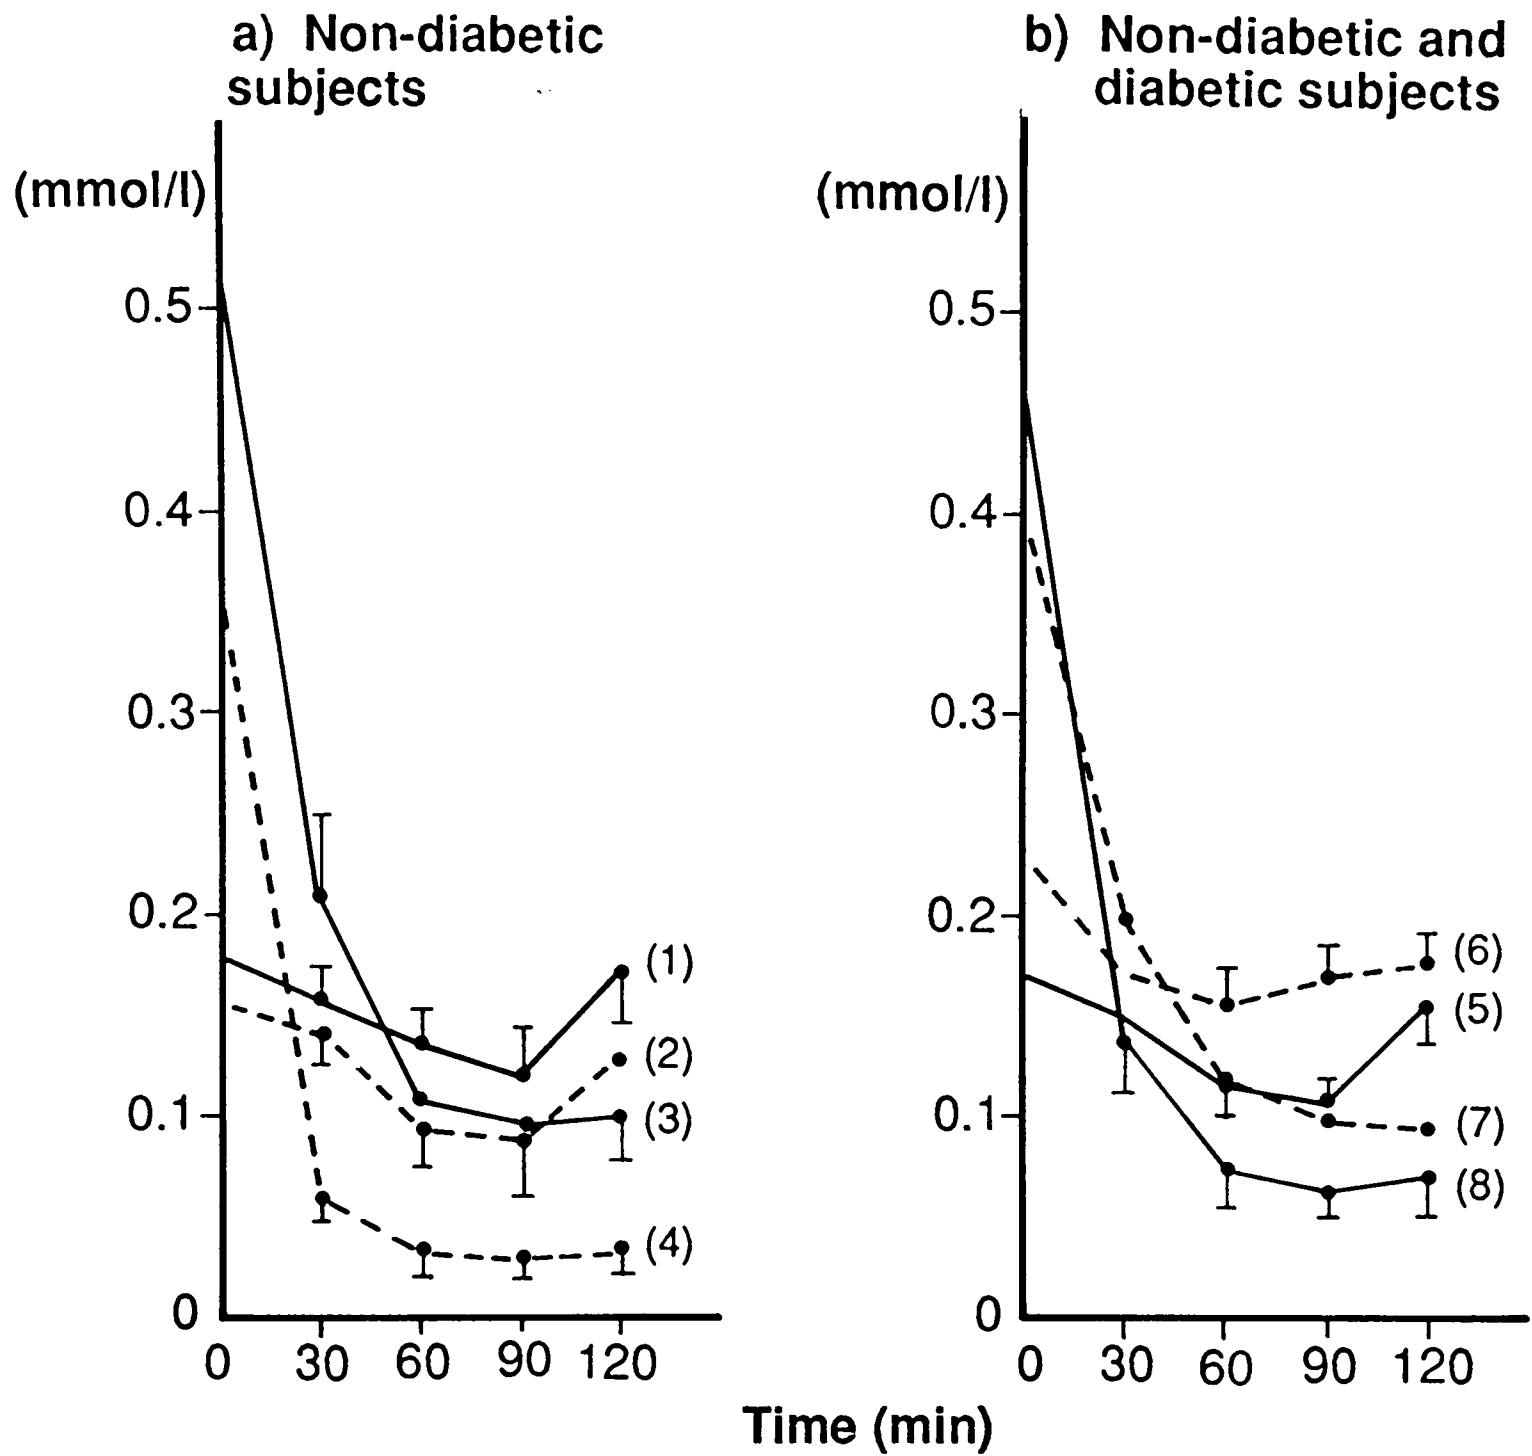 a) Non-diabetic
subjects
(mmol/l)
0.5
0.4
0.3
0.2
0.1
0
0 30 60 90 120
(1)
(2)
(3)
(4)
b) Non-diabetic and
diabetic subjects
(mmol/l)
0.5
0.4
0.3
0.2
0.1
0
0 30 60 90 120
(6)
(5)
(7)
(8)
Time (min)